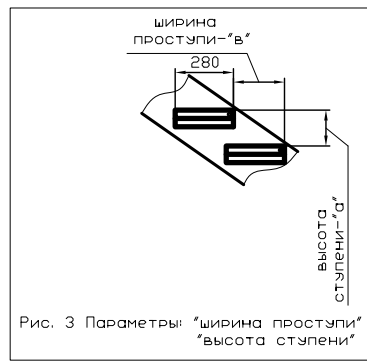 ширина
проступи-"в"
280
высота
ступени-"а"
Рис. 3 Параметры: "ширина проступи"
"высота ступени"